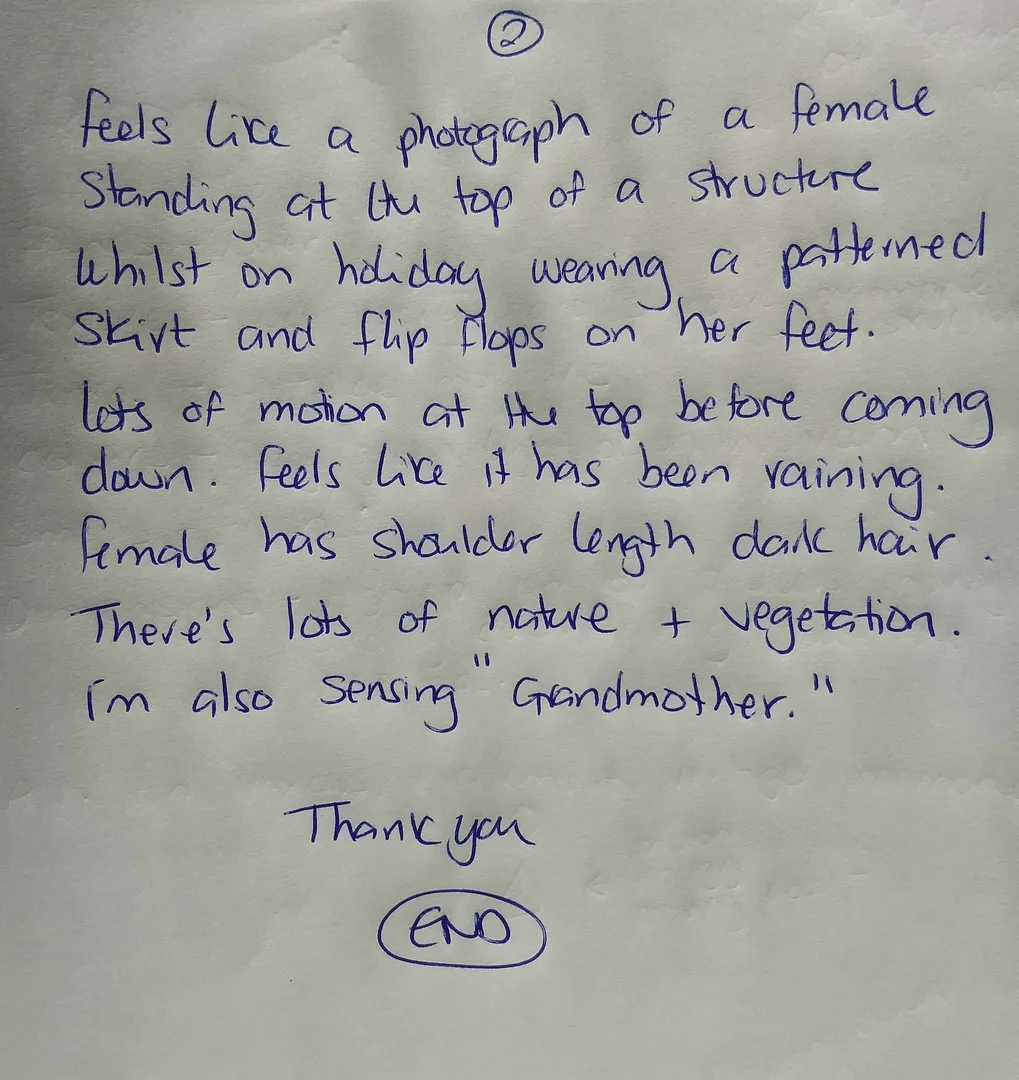 2
feels like a photograph of a female
Standing at the top of a structure
Whilst on holiday wearing a patterned
Skirt and flip flops on her feet.
lots of motion at the top before coming
down. feels like it has been raining.
female has shoulder length dark hair.
There's lots of nature + vegetation.
i'm also sensing "Grandmother."
Thank you
END